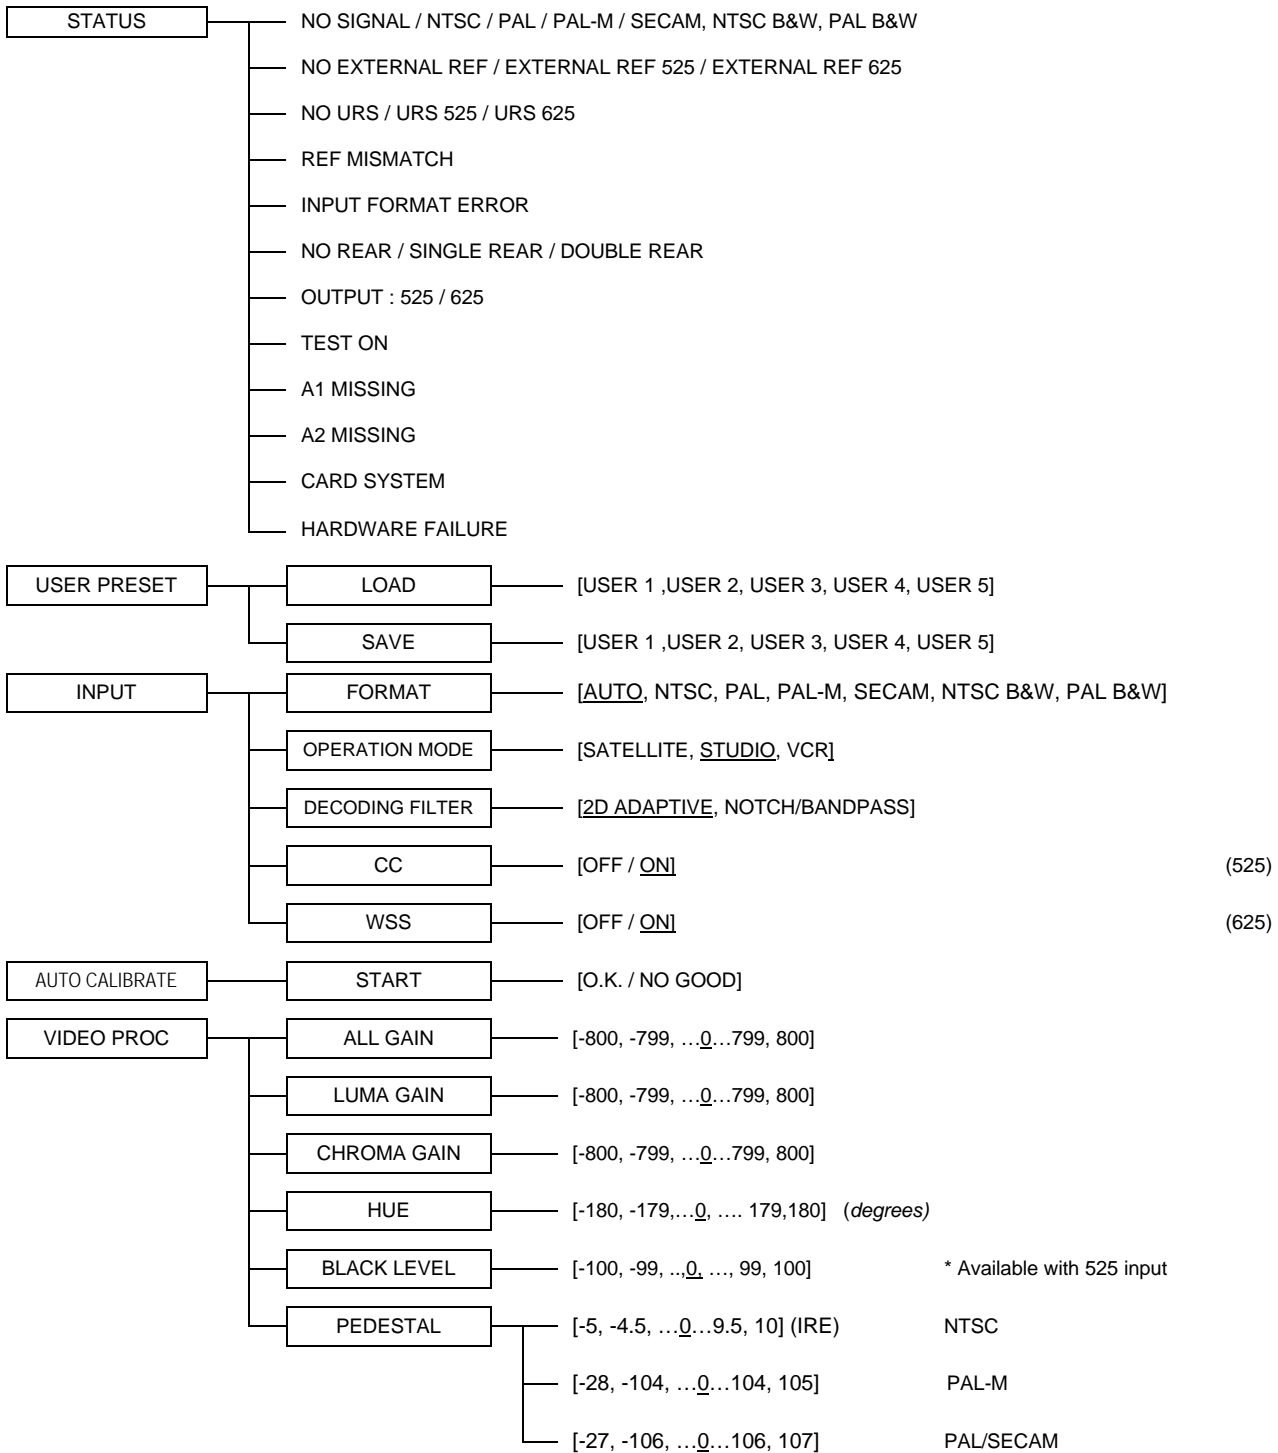 STATUS NO SIGNAL / NTSC / PAL / PAL-M / SECAM, NTSC B&W, PAL B&W
NO EXTERNAL REF / EXTERNAL REF 525 / EXTERNAL REF 625
NO URS / URS 525 / URS 625
REF MISMATCH
INPUT FORMAT ERROR
NO REAR / SINGLE REAR / DOUBLE REAR
OUTPUT : 525 / 625
TEST ON
A1 MISSING
A2 MISSING
CARD SYSTEM
HARDWARE FAILURE
USER PRESET LOAD [USER 1 ,USER 2, USER 3, USER 4, USER 5]
SAVE [USER 1 ,USER 2, USER 3, USER 4, USER 5]
INPUT FORMAT [AUTO, NTSC, PAL, PAL-M, SECAM, NTSC B&W, PAL B&W]
OPERATION MODE [SATELLITE, STUDIO, VCR]
DECODING FILTER [2D ADAPTIVE, NOTCH/BANDPASS]
CC [OFF / ON] (525)
WSS [OFF / ON] (625)
AUTO CALIBRATE START [O.K. / NO GOOD]
VIDEO PROC ALL GAIN [-800, -799, …0…799, 800]
LUMA GAIN [-800, -799, …0…799, 800]
CHROMA GAIN [-800, -799, …0…799, 800]
HUE [-180, -179,…0, …. 179,180] (degrees)
BLACK LEVEL [-100, -99, ..,0, …, 99, 100] * Available with 525 input
PEDESTAL [-5, -4.5, …0…9.5, 10] (IRE) NTSC
[-28, -104, …0…104, 105] PAL-M
[-27, -106, …0…106, 107] PAL/SECAM